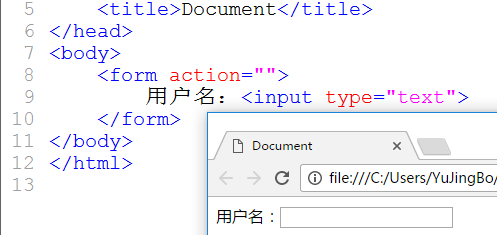 5 <title>Document</title>
6 </head>
7 <body>
8 <form action="">
9 用户名：<input type="text">
10 </form>
11 </body>
12 </html>
13
Document
file:///C:/Users/YuJingBo/
用户名：